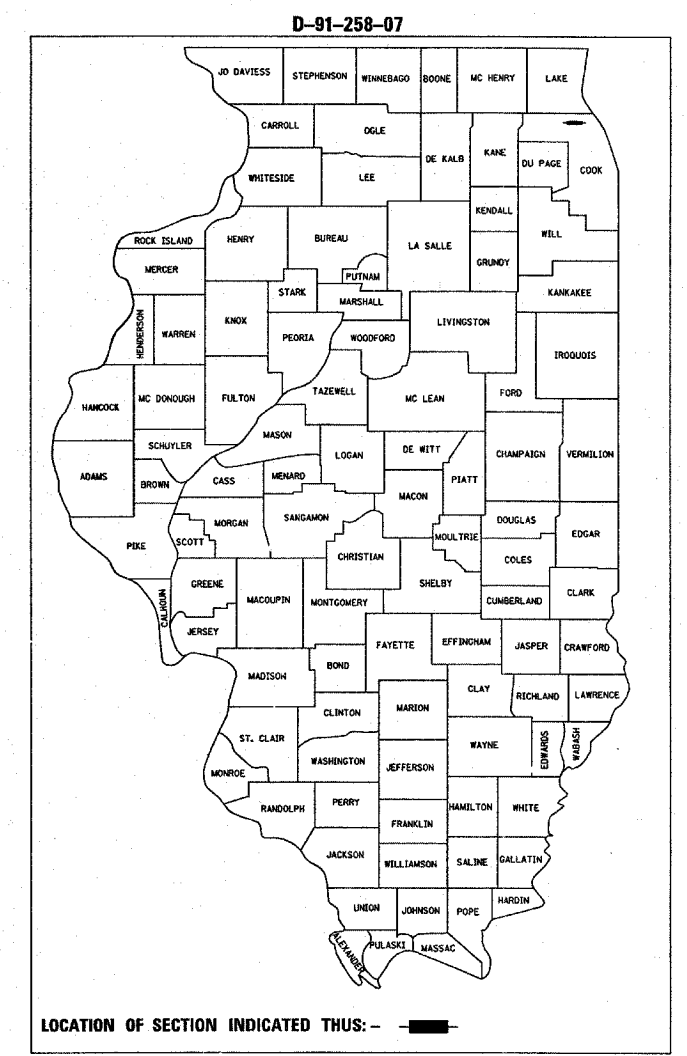 D-91-258-07
JO DAVIESS STEPHENSON WINNEBAGO BOONE MC HENRY LAKE
CARROLL OGLE
DE KALB KANE DU PAGE COOK
WHITESIDE LEE
KENDALL
ROCK ISLAND HENRY BUREAU LA SALLE WILL
MERCER PUTNAM GRUNDY
STARK MARSHALL KANKAKEE
HENDERSON WARREN KNOX PEORIA WOODFORD LIVINGSTON IROQUOIS
HANCOCK MC DONOUGH FULTON TAZEWELL MC LEAN FORD
SCHUYLER MASON DE WITT
ADAMS BROWN CASS MENARD LOGAN PIATT CHAMPAIGN VERMILION
MACON
PIKE SCOTT MORGAN SANGAMON MOULTRIE DOUGLAS EDGAR
CHRISTIAN COLES
CALHOUN GREENE MACOUPIN MONTGOMERY SHELBY CUMBERLAND CLARK
JERSEY FAYETTE EFFINGHAM JASPER CRAWFORD
MADISON BOND
CLINTON MARION CLAY RICHLAND LAWRENCE
ST. CLAIR WAYNE EDWARDS WABASH
MONROE WASHINGTON JEFFERSON
RANDOLPH PERRY HAMILTON WHITE
FRANKLIN
JACKSON WILLIAMSON SALINE GALLATIN
UNION JOHNSON POPE HARDIN
ALEXANDER PULASKI MASSAC
LOCATION OF SECTION INDICATED THUS: -